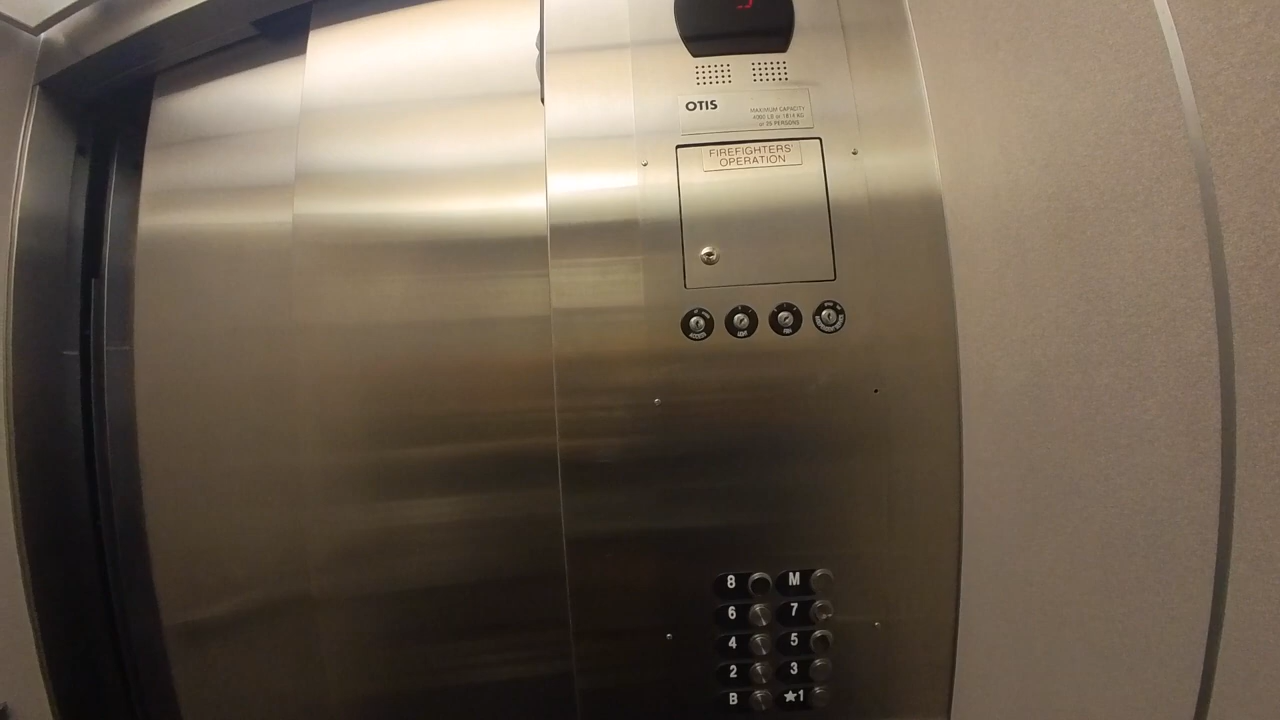 OTIS
MAXIMUM CAPACITY
4000 LB or 1814 KG
or 25 PERSONS
FIREFIGHTERS'
OPERATION
8 M
6 7
4 5
2 3
B ★1